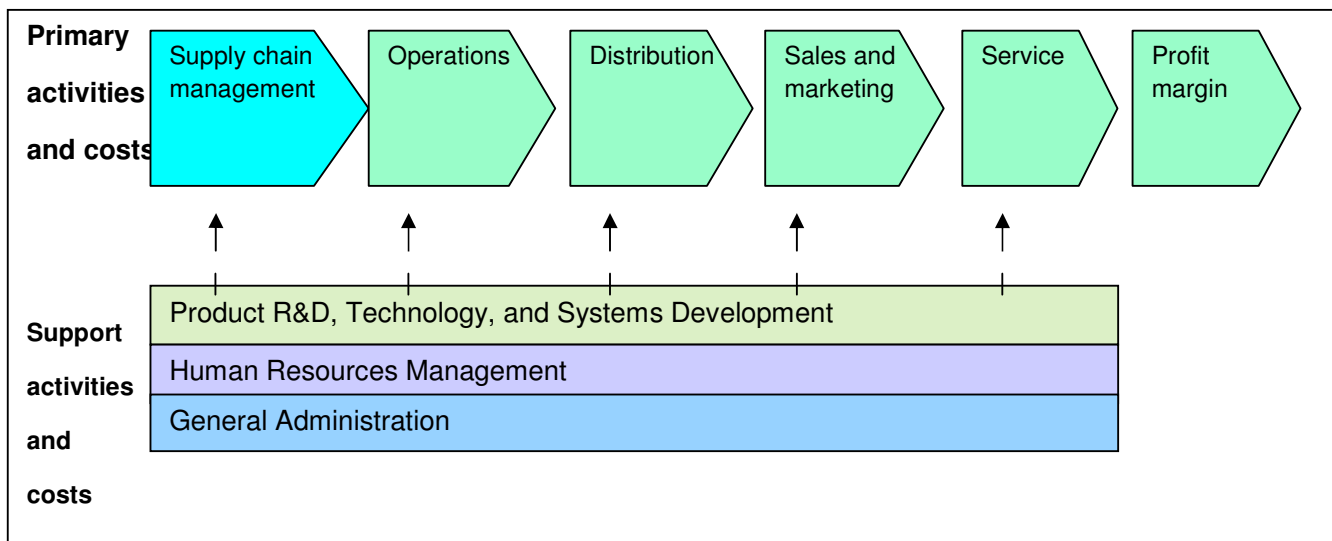 Primary
activities
and costs
Supply chain
management
Operations
Distribution
Sales and
marketing
Service
Profit
margin
Support
activities
and
costs
Product R&D, Technology, and Systems Development
Human Resources Management
General Administration